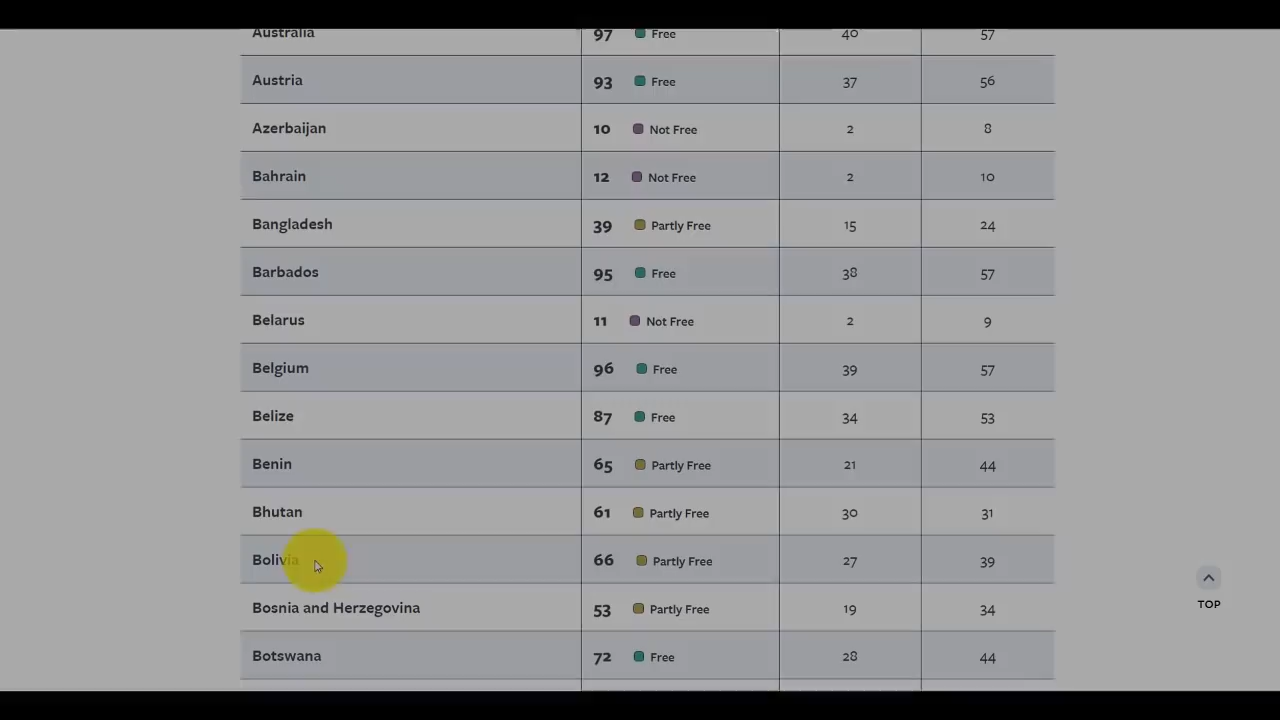 Australia 97 Free 40 57
Austria 93 Free 37 56
Azerbaijan 10 Not Free 2 8
Bahrain 12 Not Free 2 10
Bangladesh 39 Partly Free 15 24
Barbados 95 Free 38 57
Belarus 11 Not Free 2 9
Belgium 96 Free 39 57
Belize 87 Free 34 53
Benin 65 Partly Free 21 44
Bhutan 61 Partly Free 30 31
Bolivia 66 Partly Free 27 39
Bosnia and Herzegovina 53 Partly Free 19 34
Botswana 72 Free 28 44
TOP